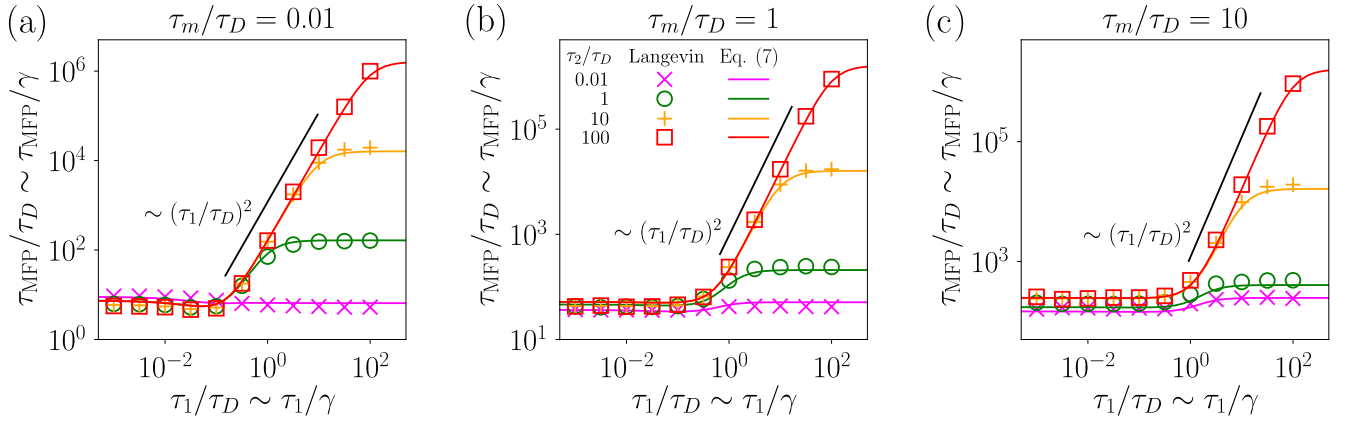 (a) τ_m/τ_D = 0.01
τ_MFP/τ_D ∼ τ_MFP/γ
10^6
10^4
10^2
10^0
∼ (τ_1/τ_D)^2
10^−2 10^0 10^2
τ_1/τ_D ∼ τ_1/γ
(b) τ_m/τ_D = 1
τ_MFP/τ_D ∼ τ_MFP/γ
10^5
10^3
10^1
τ_2/τ_D Langevin Eq. (7)
0.01
1
10
100
∼ (τ_1/τ_D)^2
10^−2 10^0 10^2
τ_1/τ_D ∼ τ_1/γ
(c) τ_m/τ_D = 10
τ_MFP/τ_D ∼ τ_MFP/γ
10^5
10^3
∼ (τ_1/τ_D)^2
10^−2 10^0 10^2
τ_1/τ_D ∼ τ_1/γ